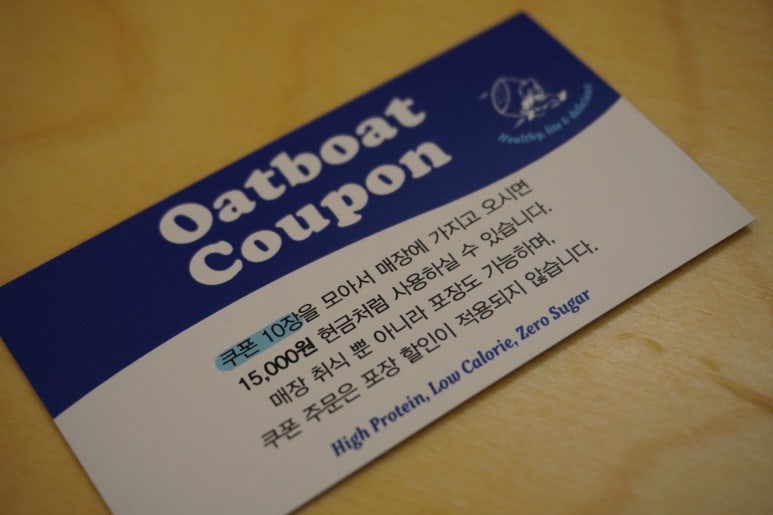 Oatboat
Coupon
Healthy, lite & delicious
쿠폰 10장을 모아서 매장에 가지고 오시면
15,000원 현금처럼 사용하실 수 있습니다.
매장 취식 뿐 아니라 포장도 가능하며,
쿠폰 주문은 포장 할인이 적용되지 않습니다.
High Protein, Low Calorie, Zero Sugar